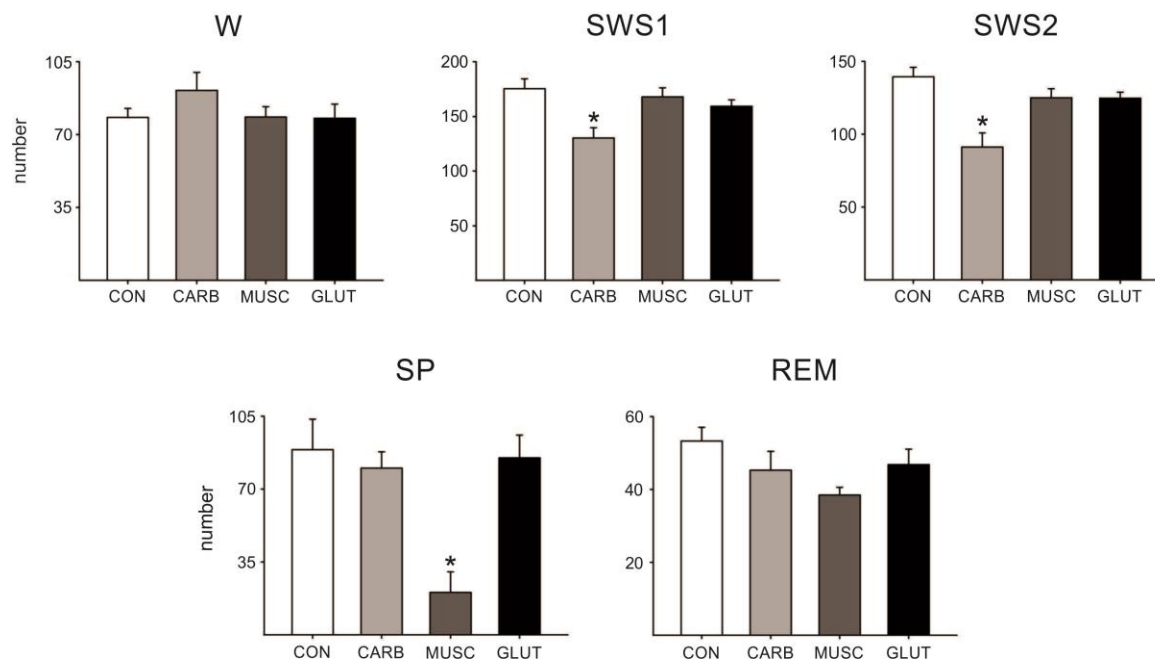 W
105
70
35
number
CON CARB MUSC GLUT
SWS1
200
150
100
50
*
CON CARB MUSC GLUT
SWS2
150
100
50
*
CON CARB MUSC GLUT
SP
105
70
35
number
*
CON CARB MUSC GLUT
REM
60
40
20
CON CARB MUSC GLUT